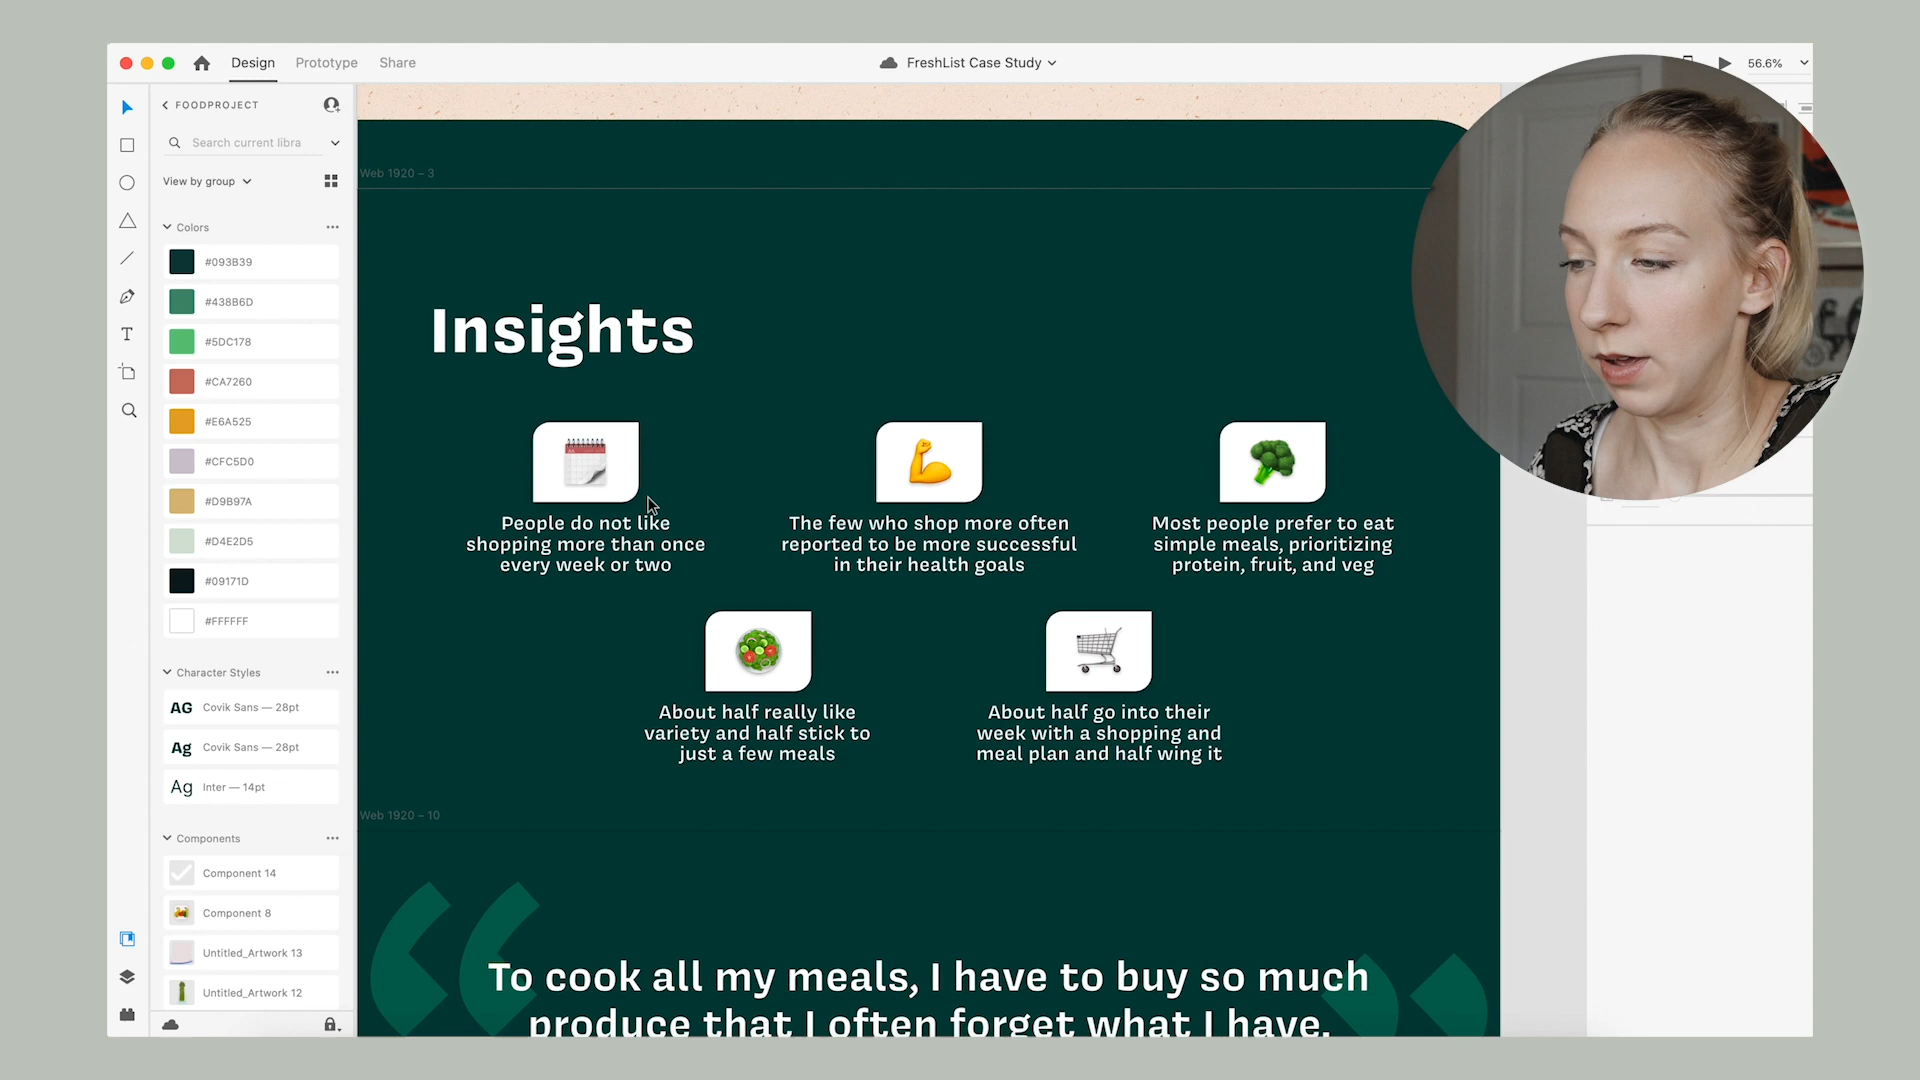 Design Prototype Share
FreshList Case Study
56.6%
FOODPROJECT
Search current libra
View by group
Colors
#093B39
#438B6D
#5DC178
#CA7260
#E6A525
#CFC5D0
#D9B97A
#D4E2D5
#09171D
#FFFFFF
Character Styles
AG Covik Sans — 28pt
Ag Covik Sans — 28pt
Ag Inter — 14pt
Components
Component 14
Component 8
Untitled_Artwork 13
Untitled_Artwork 12
Web 1920 – 3
Insights
People do not like
shopping more than once
every week or two
The few who shop more often
reported to be more successful
in their health goals
Most people prefer to eat
simple meals, prioritizing
protein, fruit, and veg
About half really like
variety and half stick to
just a few meals
About half go into their
week with a shopping and
meal plan and half wing it
Web 1920 – 10
“
To cook all my meals, I have to buy so much
produce that I often forget what I have.
”